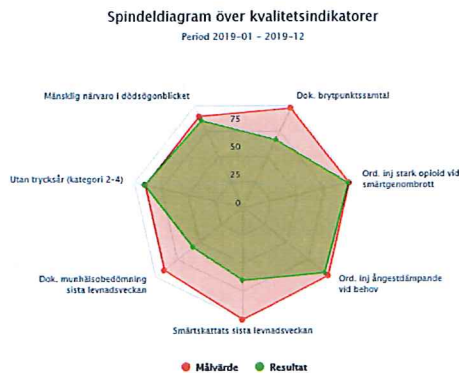 Spindeldiagram över kvalitetsindikatorer
Period 2019-01 - 2019-12
Mänsklig närvaro i dödsögonblicket
Dok. brytpunktssamtal
75
50
25
0
Utan trycksår (kategori 2-4)
Ord. inj stark opioid vid
smärtgenombrott
Dok. munhälsobedömning
sista levnadsveckan
Ord. inj ångestdämpande
vid behov
Smärtskattats sista levnadsveckan
Målvärde
Resultat